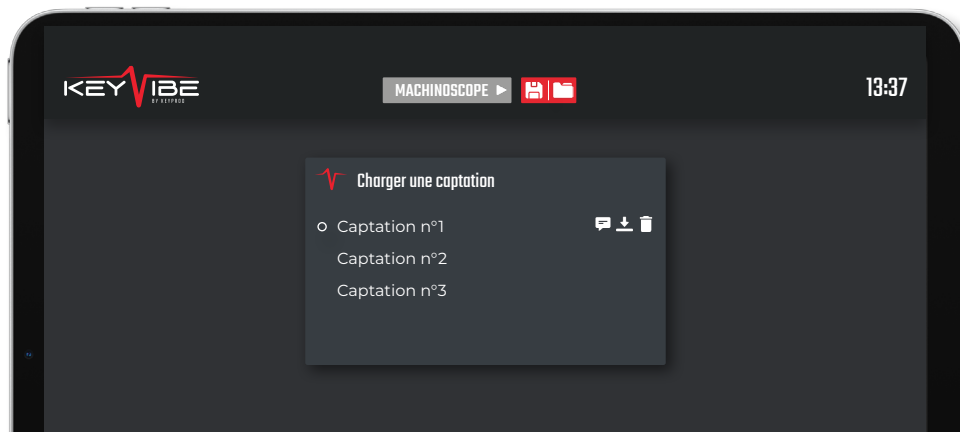 KEYVIBE
BY KEYPROD
MACHINOSCOPE
13:37
Charger une captation
Captation n°1
Captation n°2
Captation n°3